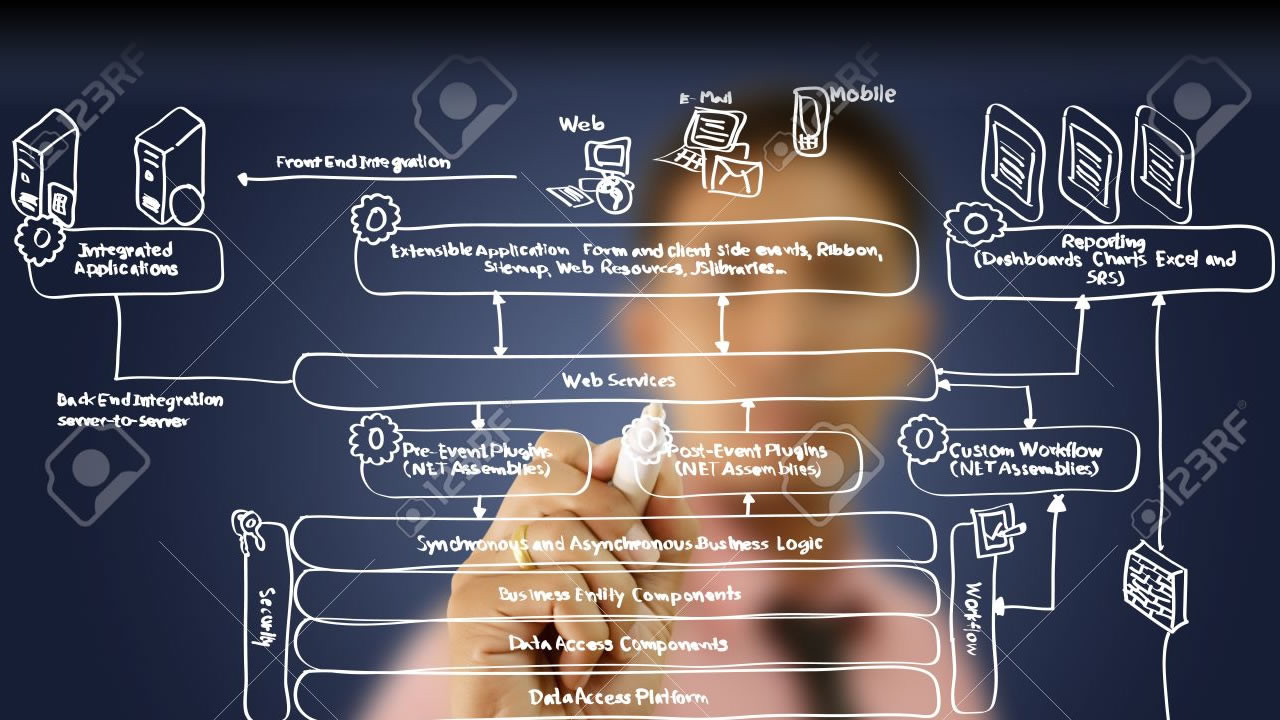 E-Mail
Mobile
Web
Front End Integration
Integrated
Applications
Extensible Application Form and client side events, Ribbon,
Sitemap, Web Resources, JSlibraries...
Reporting
(Dashboards Charts Excel and
SRS)
Web Services
Back End Integration
server-to-server
Pre-Event Plugins
(NET Assemblies)
Post-Event Plugins
(NET Assemblies)
Custom Workflow
(NET Assemblies)
Synchronous and Asynchronous Business Logic
Business Entity Components
Data Access Components
Data Access Platform
Security
Workflow
123RF
123RF
123RF
123RF